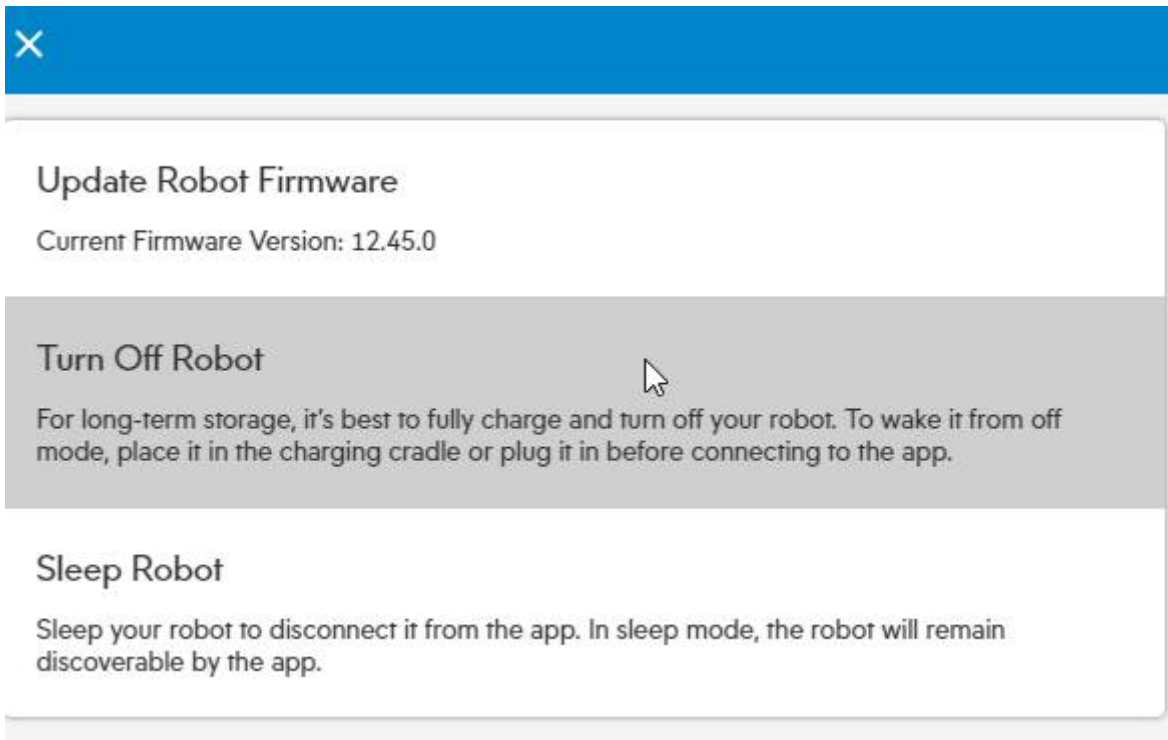 Update Robot Firmware
Current Firmware Version: 12.45.0
Turn Off Robot
For long-term storage, it's best to fully charge and turn off your robot. To wake it from off
mode, place it in the charging cradle or plug it in before connecting to the app.
Sleep Robot
Sleep your robot to disconnect it from the app. In sleep mode, the robot will remain
discoverable by the app.